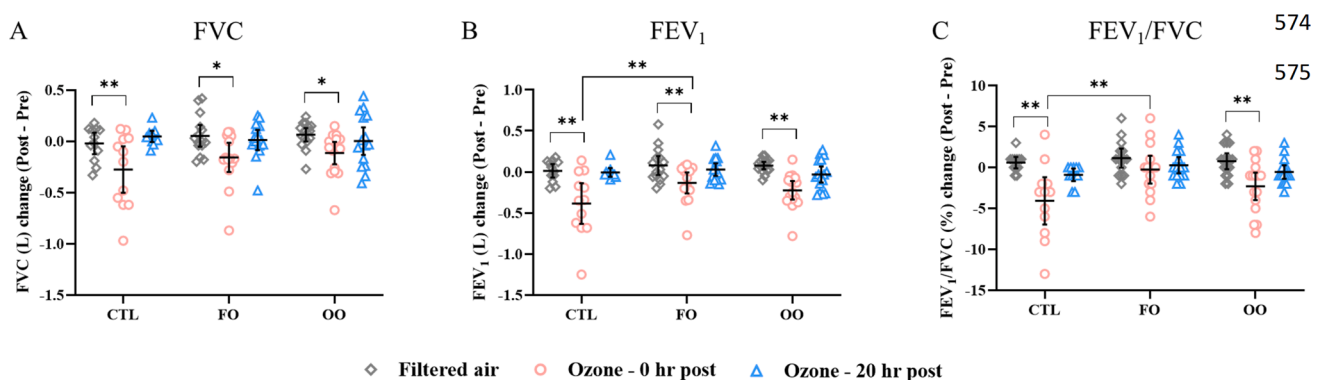 A FVC
B FEV1
C FEV1/FVC
574
575
FVC (L) change (Post - Pre)
0.5
0.0
-0.5
-1.0
-1.5
** * *
CTL FO OO
FEV1 (L) change (Post - Pre)
1.0
0.5
0.0
-0.5
-1.0
-1.5
** ** ** **
CTL FO OO
FEV1/FVC (%) change (Post - Pre)
10
5
0
-5
-10
-15
** ** **
CTL FO OO
Filtered air Ozone - 0 hr post Ozone - 20 hr post